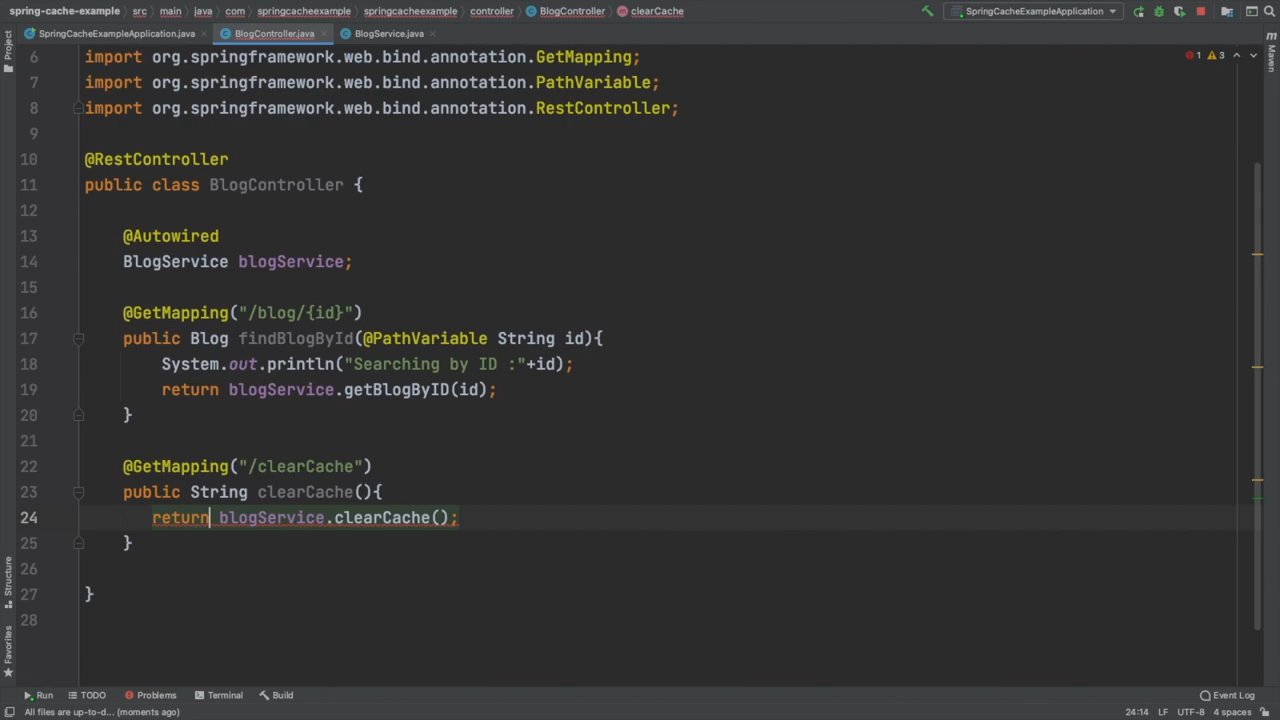 spring-cache-example src main java com springcacheexample springcacheexample controller BlogController clearCache SpringCacheExampleApplication
SpringCacheExampleApplication.java BlogController.java BlogService.java
Project
Maven
1 3
6 import org.springframework.web.bind.annotation.GetMapping;
7 import org.springframework.web.bind.annotation.PathVariable;
8 import org.springframework.web.bind.annotation.RestController;
9
10 @RestController
11 public class BlogController {
12
13 @Autowired
14 BlogService blogService;
15
16 @GetMapping("/blog/{id}")
17 public Blog findBlogById(@PathVariable String id){
18 System.out.println("Searching by ID :"+id);
19 return blogService.getBlogByID(id);
20 }
21
22 @GetMapping("/clearCache")
23 public String clearCache(){
24 return blogService.clearCache();
25 }
26
27 }
28
Structure
Favorites
Run TODO Problems Terminal Build Event Log
All files are up-to-d... (moments ago) 24:14 LF UTF-8 4 spaces